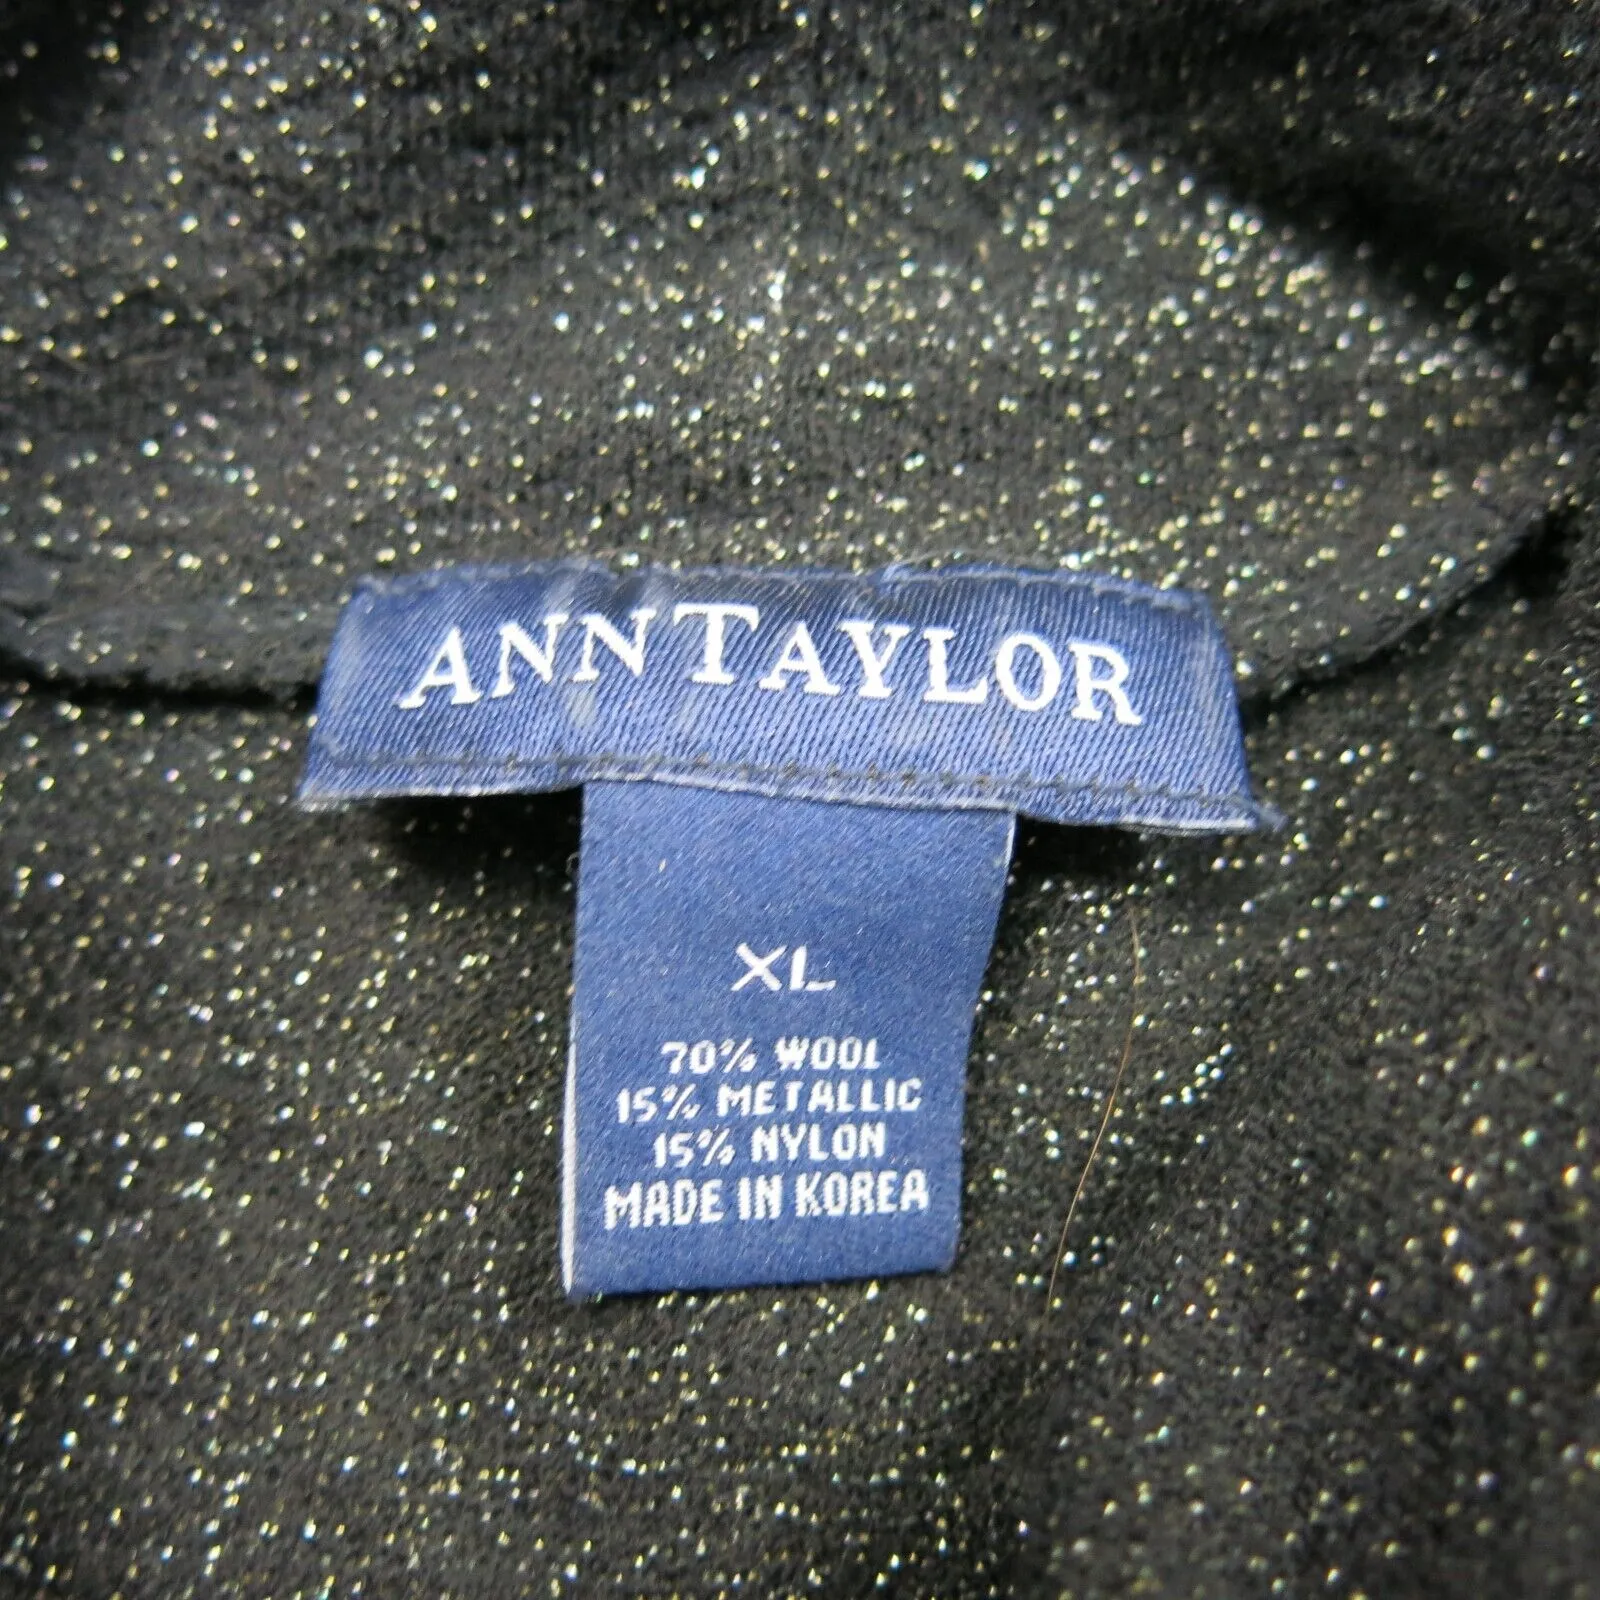 ANNTAYLOR
XL
70% WOOL
15% METALLIC
15% NYLON
MADE IN KOREA